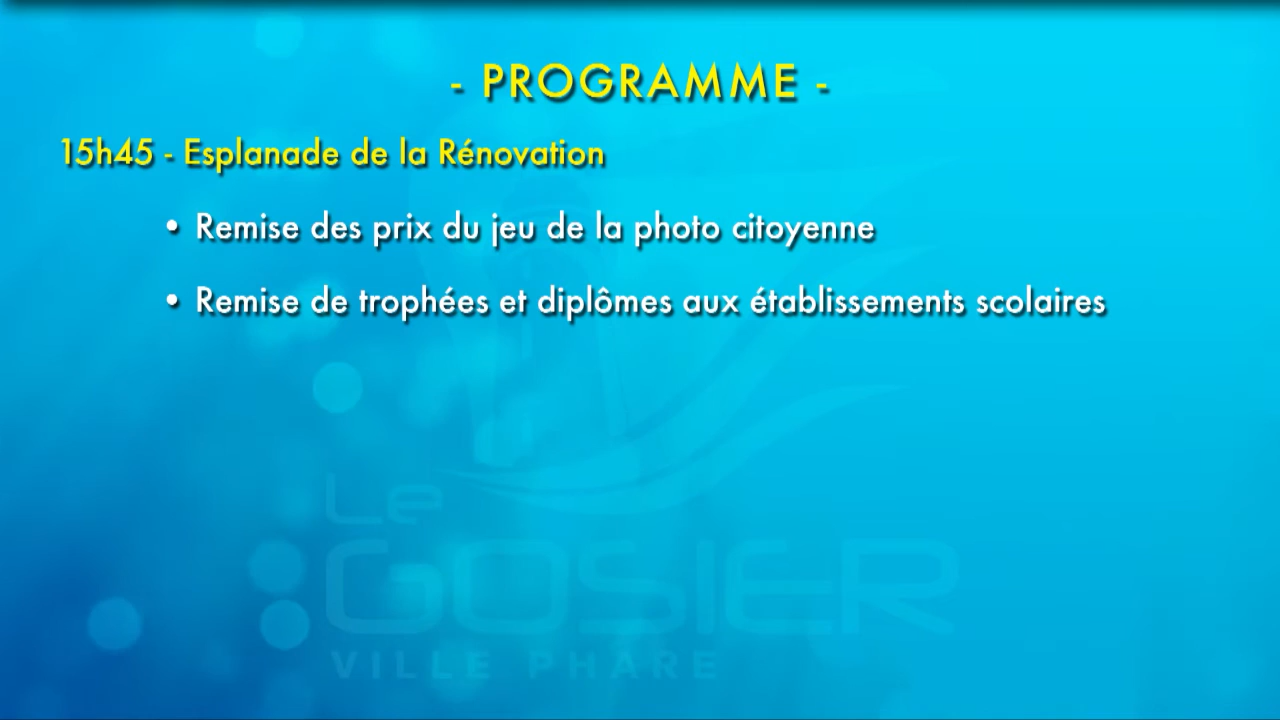 - PROGRAMME -
15h45 - Esplanade de la Rénovation
• Remise des prix du jeu de la photo citoyenne
• Remise de trophées et diplômes aux établissements scolaires
Le
GOSIER
VILLE PHARE